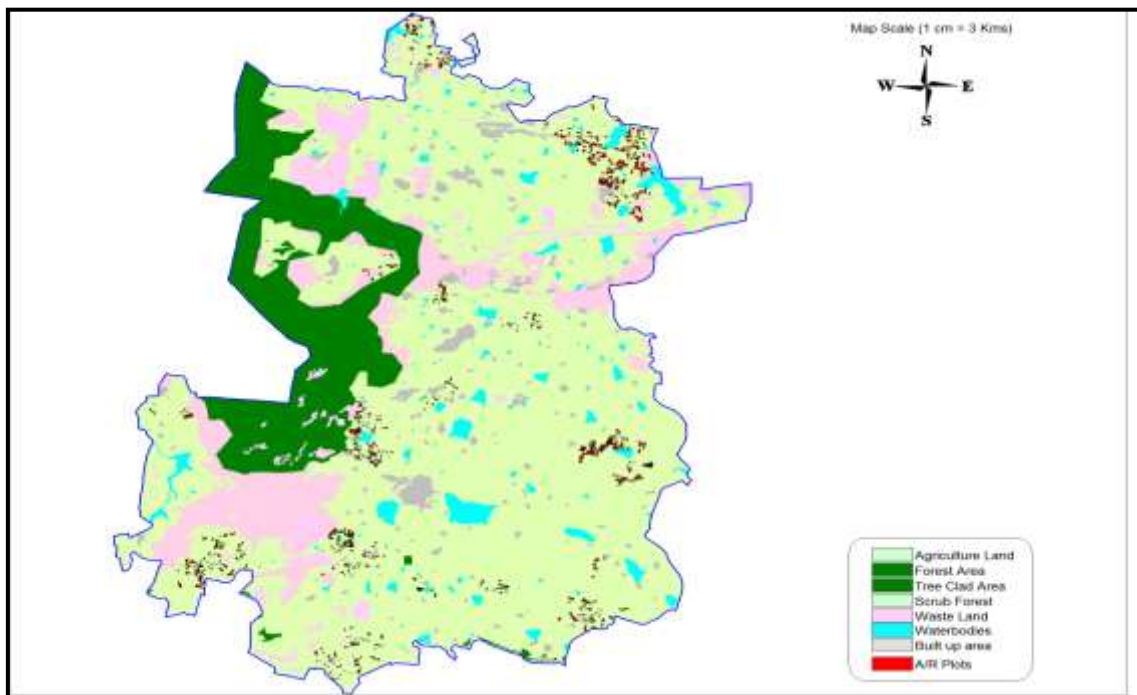 Map Scale (1 cm = 3 Kms)
N
W E
S
Agriculture Land
Forest Area
Tree Clad Area
Scrub Forest
Waste Land
Waterbodies
Built up area
A/R Plots